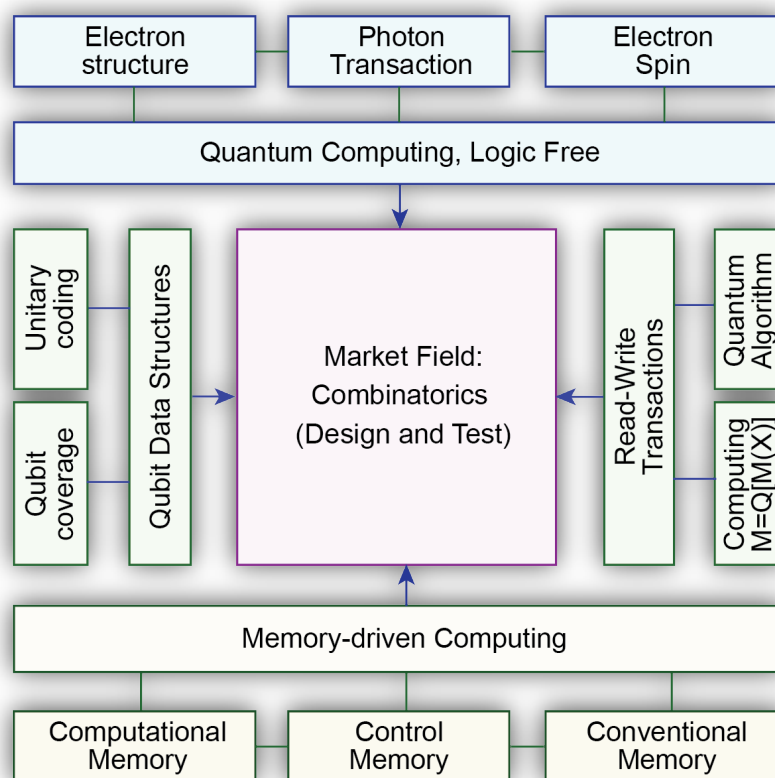 Electron
structure
Photon
Transaction
Electron
Spin
Quantum Computing, Logic Free
Unitary
coding
Qubit
coverage
Qubit Data Structures
Market Field:
Combinatorics
(Design and Test)
Read-Write
Transactions
Quantum
Algorithm
Computing
M=Q[M(X)]
Memory-driven Computing
Computational
Memory
Control
Memory
Conventional
Memory